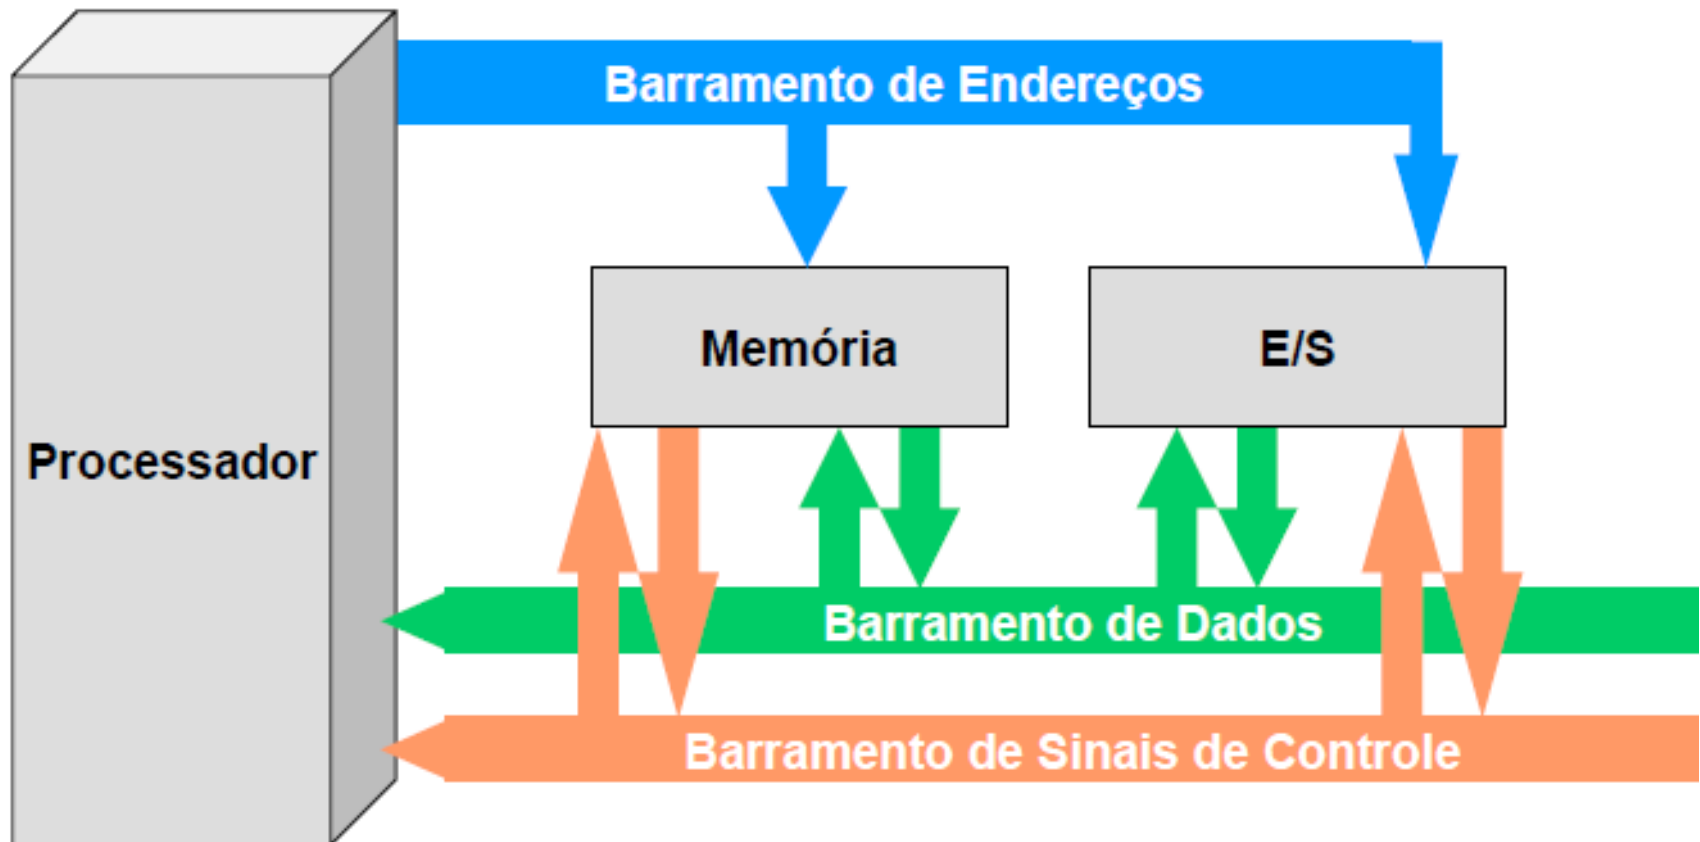 Barramento de Endereços
Memória
E/S
Processador
Barramento de Dados
Barramento de Sinais de Controle